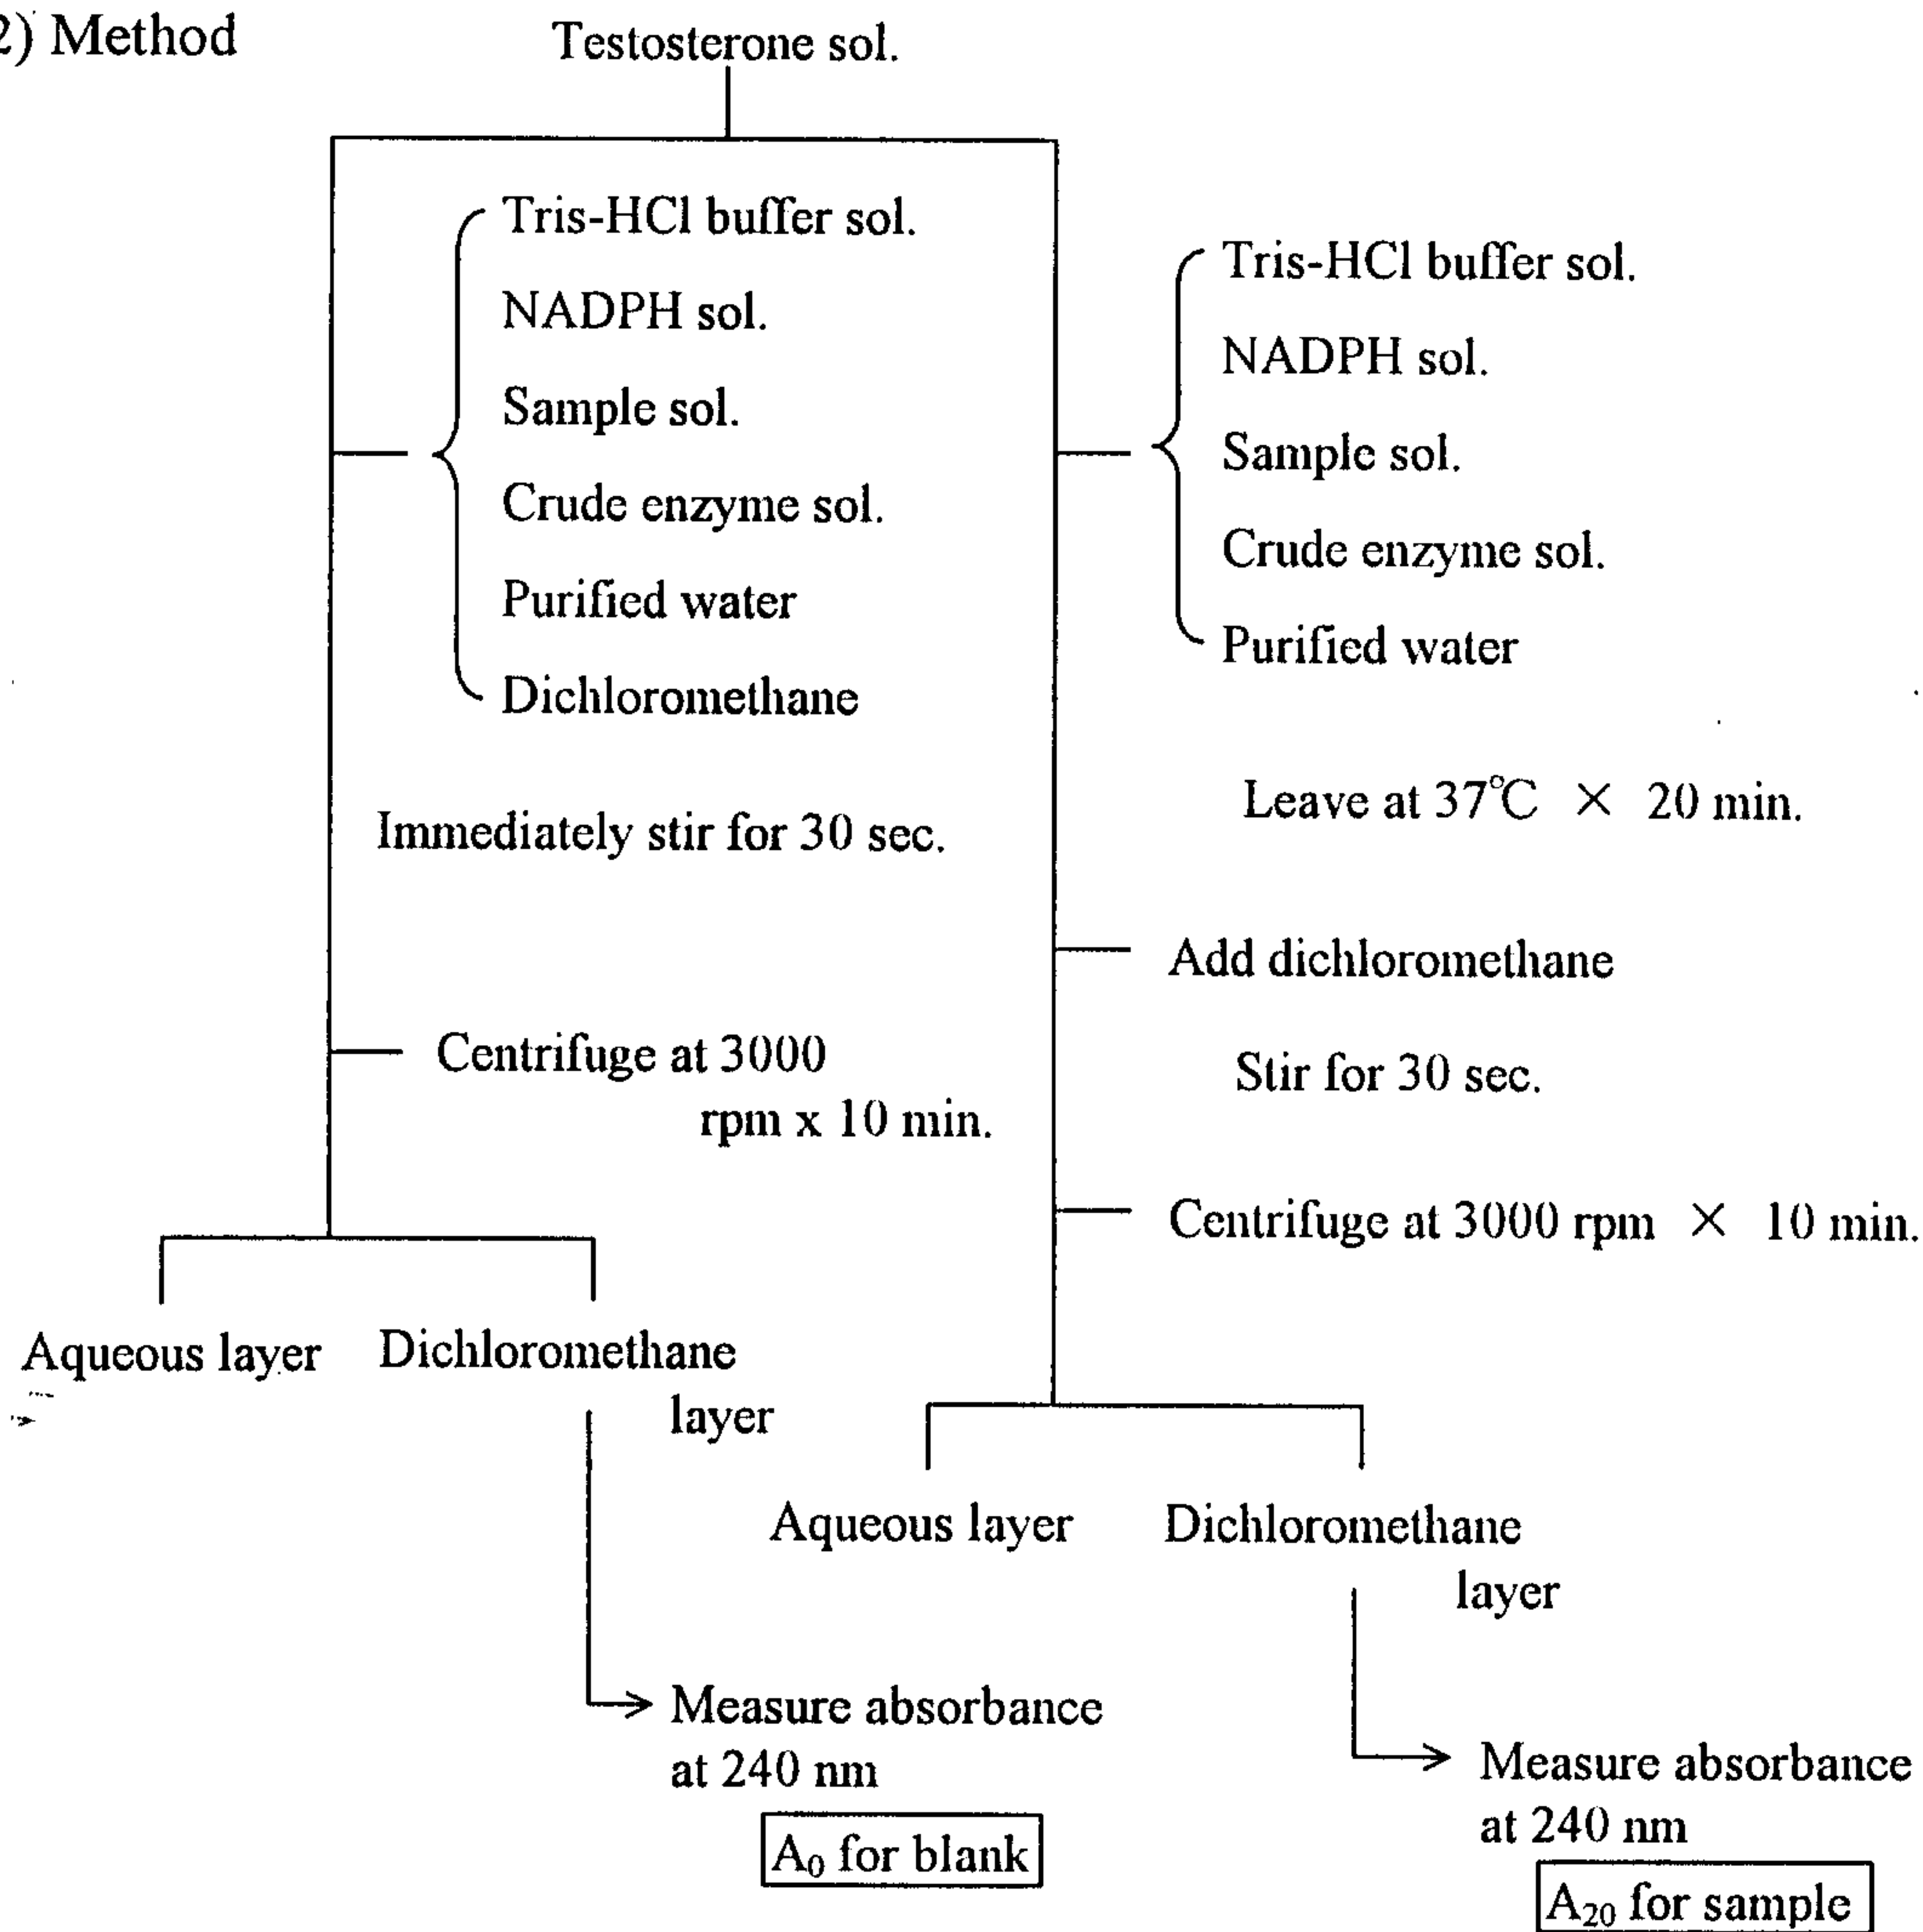 2) Method
Testosterone sol.
Tris-HCl buffer sol.
NADPH sol.
Sample sol.
Crude enzyme sol.
Purified water
Dichloromethane
Immediately stir for 30 sec.
Centrifuge at 3000
rpm x 10 min.
Aqueous layer
Dichloromethane
layer
Measure absorbance
at 240 nm
A₀ for blank
Tris-HCl buffer sol.
NADPH sol.
Sample sol.
Crude enzyme sol.
Purified water
Leave at 37℃ × 20 min.
Add dichloromethane
Stir for 30 sec.
Centrifuge at 3000 rpm × 10 min.
Aqueous layer
Dichloromethane
layer
Measure absorbance
at 240 nm
A₂₀ for sample